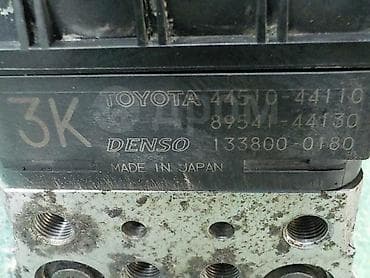 3K
TOYOTA 44510-44110
89541-44130
DENSO 133800-0180
MADE IN JAPAN